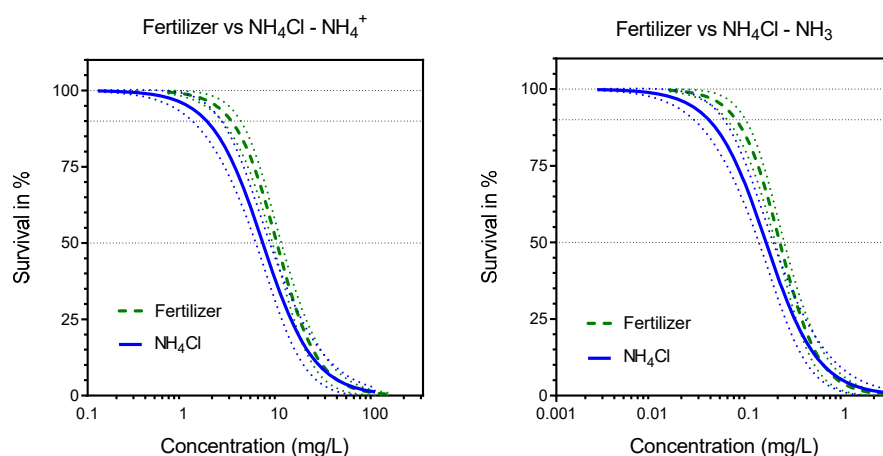 Fertilizer vs NH₄Cl - NH₄⁺
100
75
50
25
0
Survival in %
Fertilizer
NH₄Cl
0.1
1
10
100
Concentration (mg/L)
Fertilizer vs NH₄Cl - NH₃
100
75
50
25
0
Survival in %
Fertilizer
NH₄Cl
0.001
0.01
0.1
1
Concentration (mg/L)